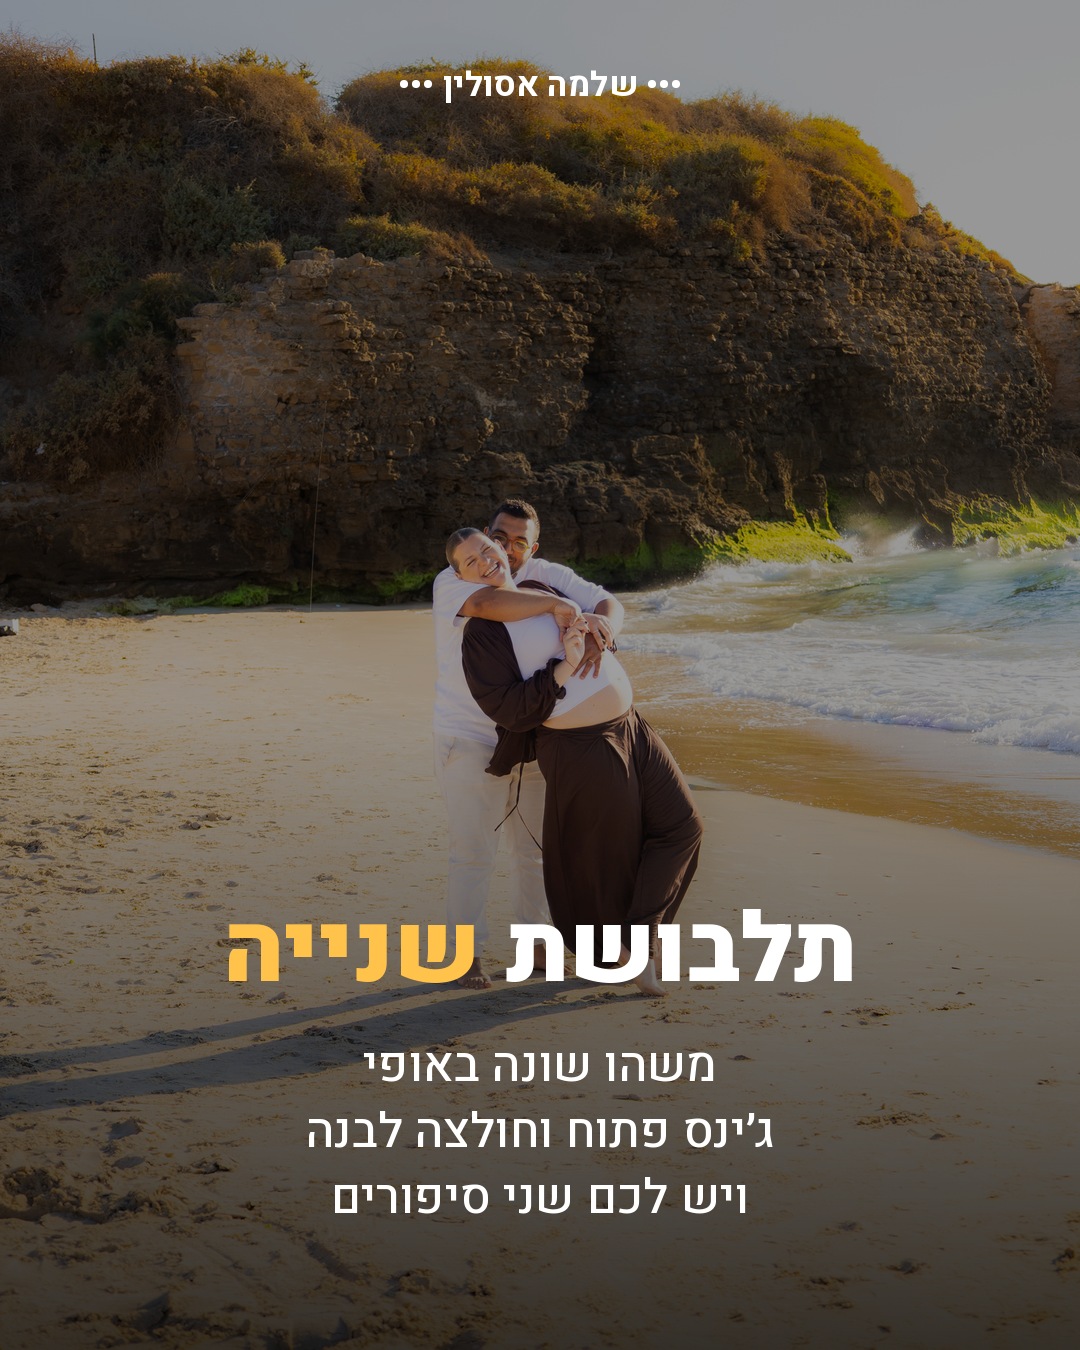 ••• שלמה אסולין •••
תלבושת שנייה
משהו שונה באופי
ג׳ינס פתוח וחולצה לבנה
ויש לכם שני סיפורים